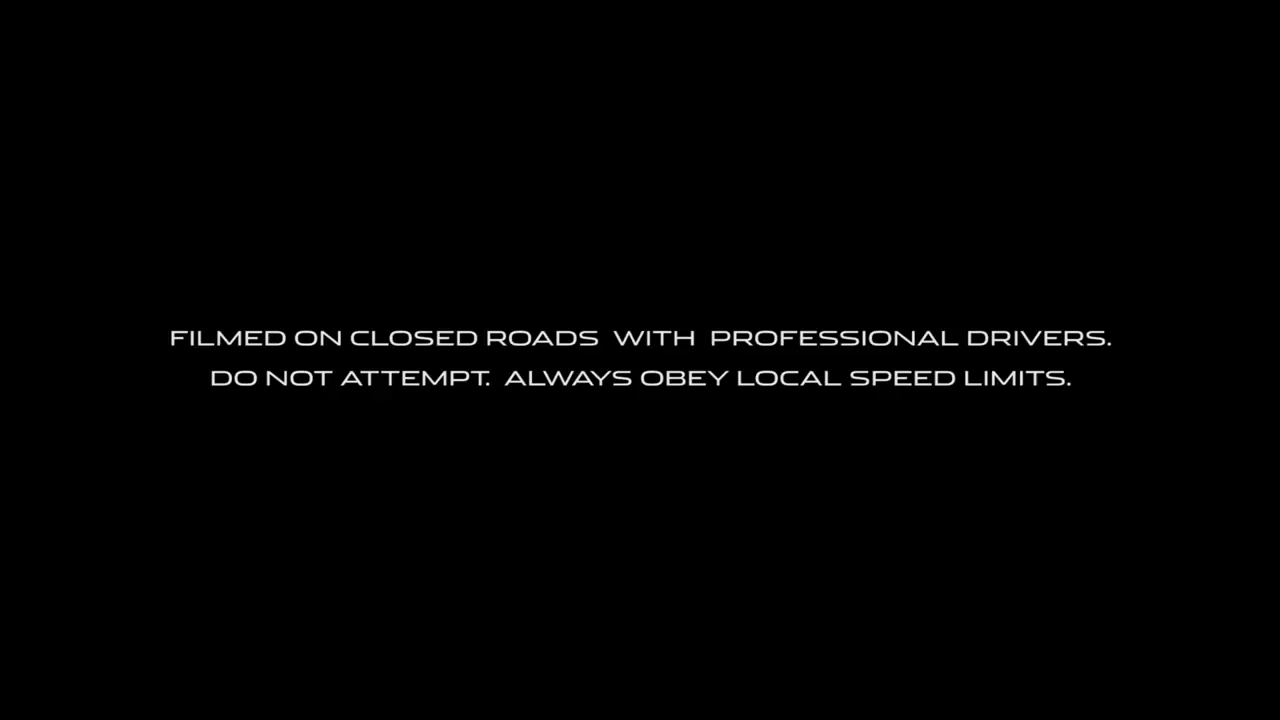 FILMED ON CLOSED ROADS WITH PROFESSIONAL DRIVERS.
DO NOT ATTEMPT. ALWAYS OBEY LOCAL SPEED LIMITS.